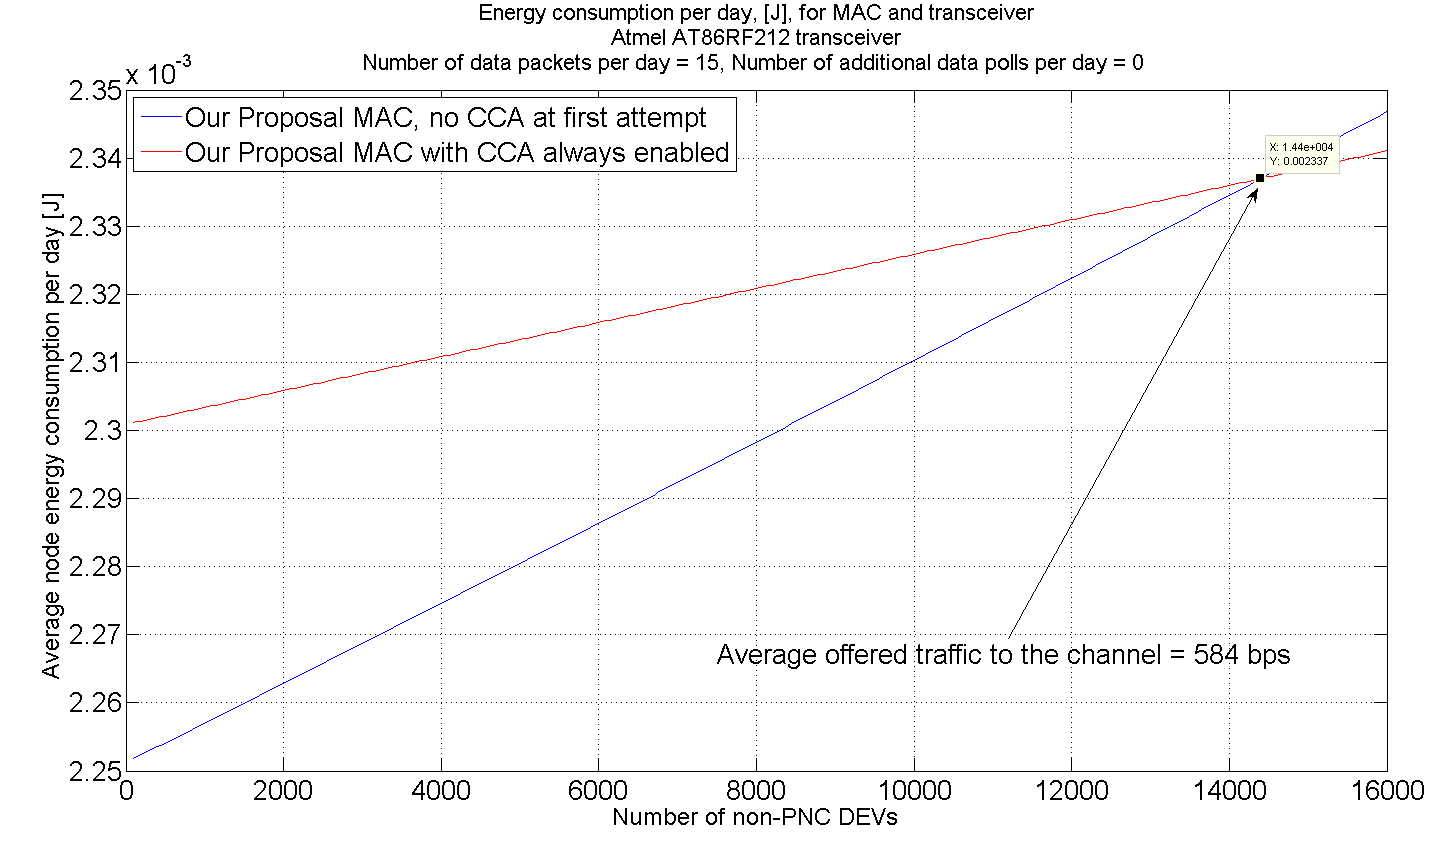 Energy consumption per day, [J], for MAC and transceiver
Atmel AT86RF212 transceiver
Number of data packets per day = 15, Number of additional data polls per day = 0
x 10-3
Our Proposal MAC, no CCA at first attempt
Our Proposal MAC with CCA always enabled
X: 1.44e+004
Y: 0.002337
Average offered traffic to the channel = 584 bps
Average node energy consumption per day [J]
2.35
2.34
2.33
2.32
2.31
2.3
2.29
2.28
2.27
2.26
2.25
0 2000 4000 6000 8000 10000 12000 14000 16000
Number of non-PNC DEVs